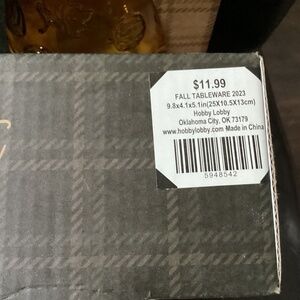 $11.99
FALL TABLEWARE 2023
9.8x4.1x5.1in(25X10.5X13cm)
Hobby Lobby
Oklahoma City, OK 73179
www.hobbylobby.com Made in China
5948542